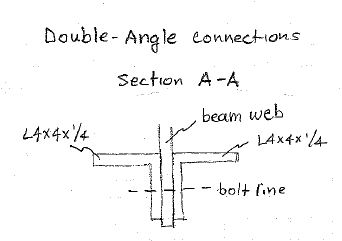 Double-Angle Connections
Section A-A
beam web
L4x4x1/4
L4x4x1/4
bolt line